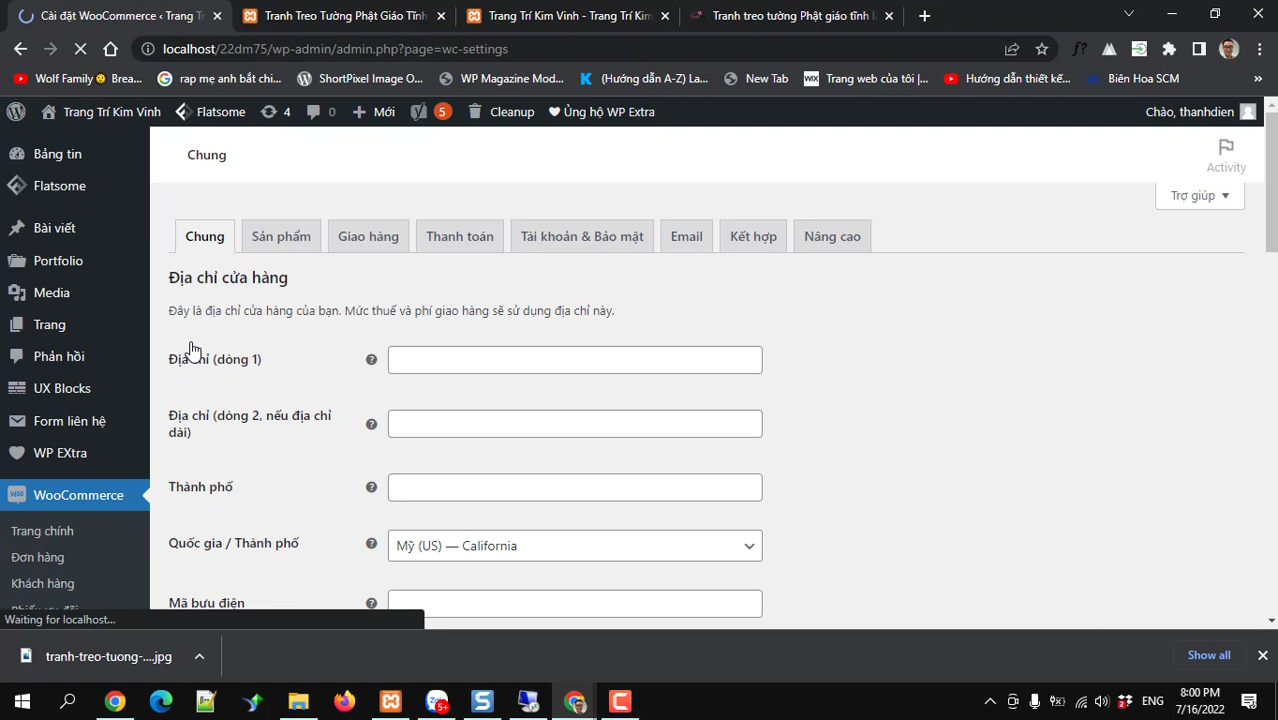 Cài đặt WooCommerce ‹ Trang Tr
Tranh Treo Tường Phật Giáo Tĩnh
Trang Trí Kim Vinh - Trang Trí Kim
Tranh treo tường Phật giáo tĩnh l
localhost/22dm75/wp-admin/admin.php?page=wc-settings
Wolf Family Brea...
rap mẹ anh bắt chi...
ShortPixel Image O...
WP Magazine Mod...
(Hướng dẫn A-Z) La...
New Tab
Trang web của tôi |...
Hướng dẫn thiết kế...
Biên Hoa SCM
»
Trang Trí Kim Vinh
Flatsome
4
0
Mới
5
Cleanup
Ủng hộ WP Extra
Chào, thanhdien
Bảng tin
Flatsome
Bài viết
Portfolio
Media
Trang
Phản hồi
UX Blocks
Form liên hệ
WP EXtra
WooCommerce
Trang chính
Đơn hàng
Khách hàng
Phiếu ưu đãi
Chung
Activity
Trợ giúp
Chung
Sản phẩm
Giao hàng
Thanh toán
Tài khoản & Bảo mật
Email
Kết hợp
Nâng cao
Địa chỉ cửa hàng
Đây là địa chỉ cửa hàng của bạn. Mức thuế và phí giao hàng sẽ sử dụng địa chỉ này.
Địa chỉ (dòng 1)
Địa chỉ (dòng 2, nếu địa chỉ
dài)
Thành phố
Quốc gia / Thành phố
Mỹ (US) — California
Mã bưu điện
Waiting for localhost...
tranh-treo-tuong-....jpg
Show all
ENG
8:00 PM
7/16/2022